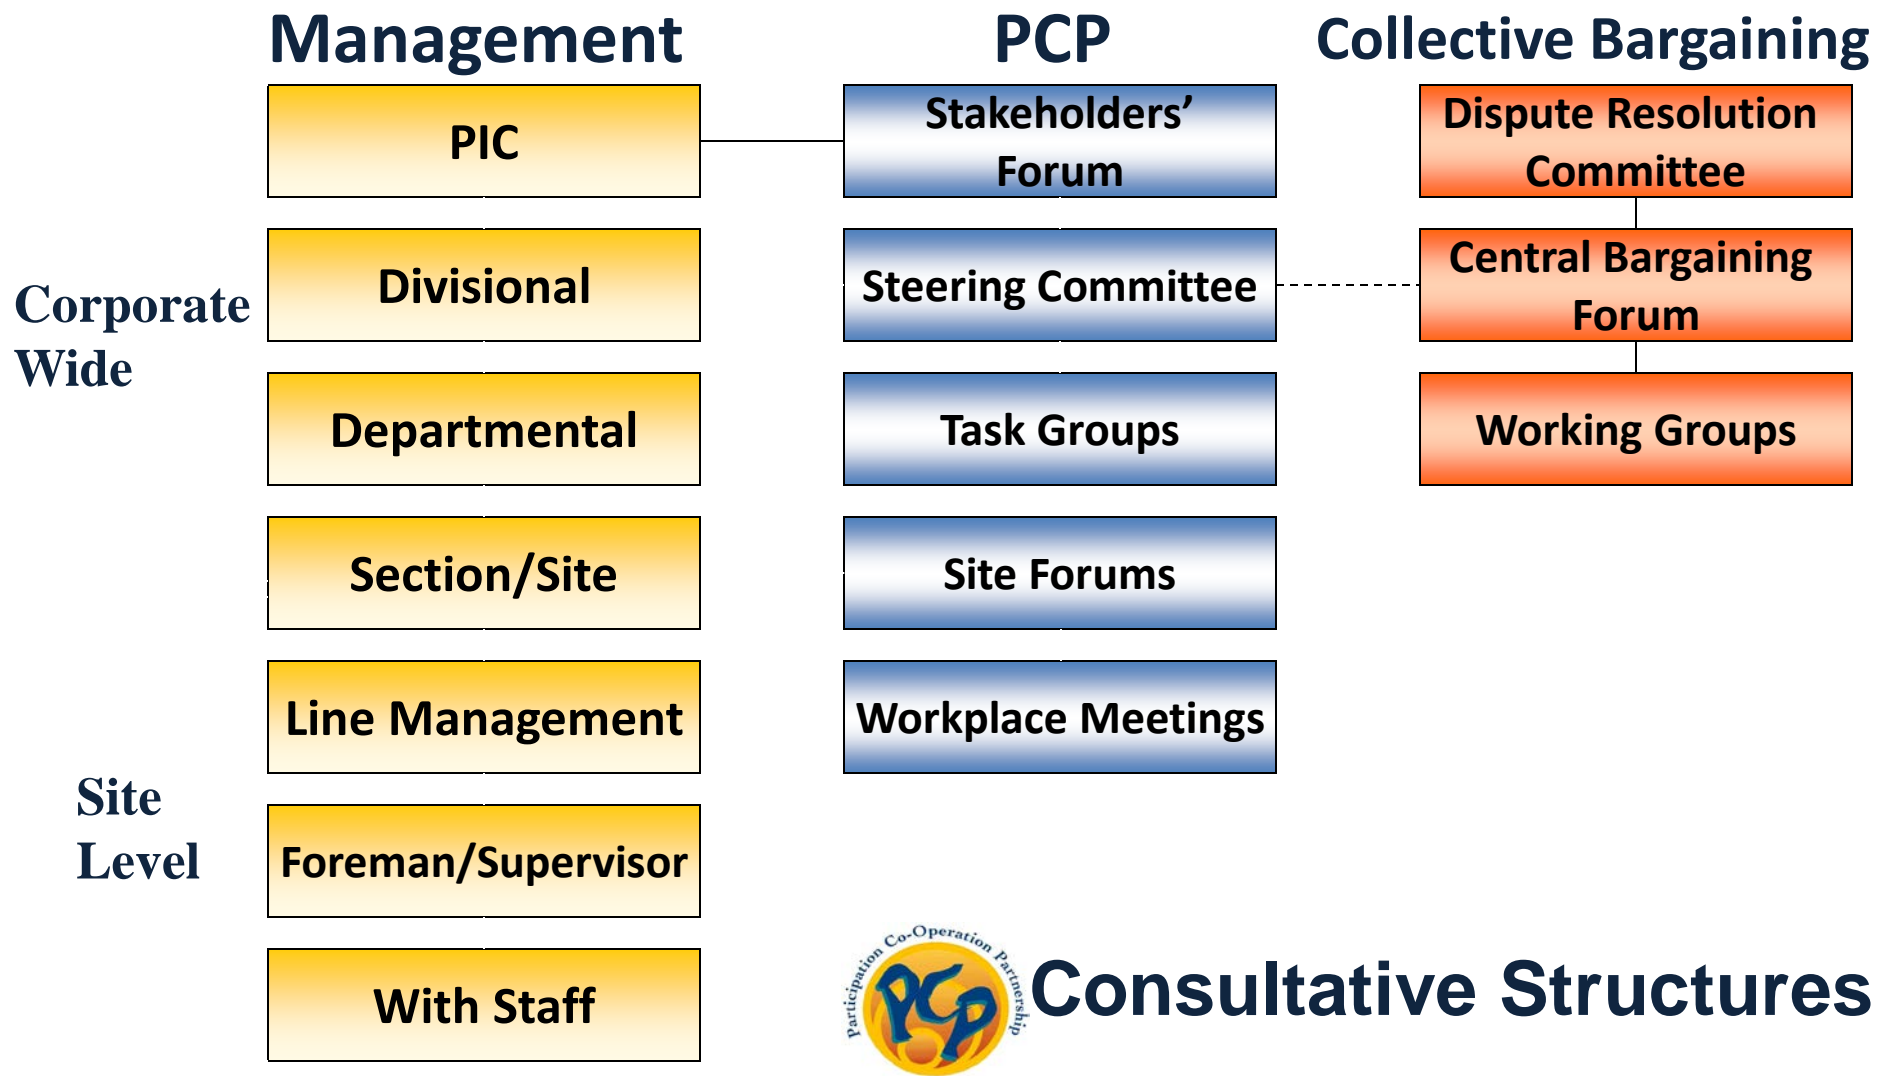 Management
PCP
Collective Bargaining
PIC
Stakeholders’
Forum
Dispute Resolution
Committee
Corporate
Wide
Divisional
Steering Committee
Central Bargaining
Forum
Departmental
Task Groups
Working Groups
Section/Site
Site Forums
Line Management
Workplace Meetings
Site
Level
Foreman/Supervisor
With Staff
Participation Co-Operation Partnership
PCP
Consultative Structures